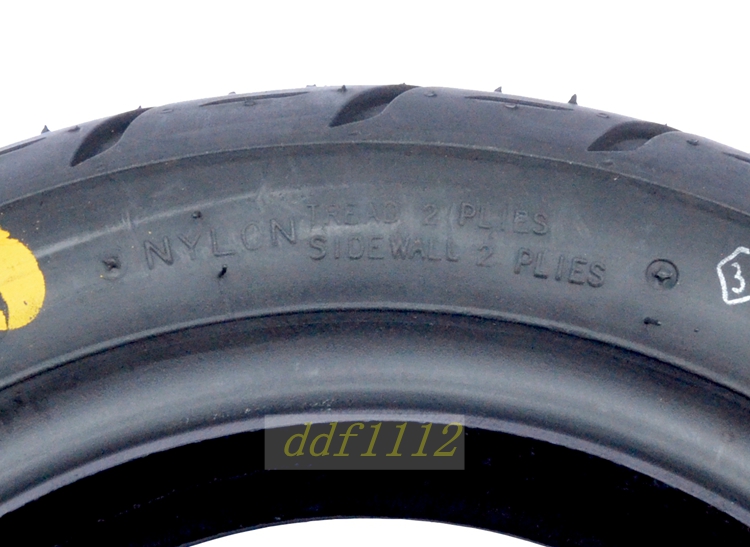 NYLON TREAD 2 PLIES
SIDEWALL 2 PLIES
3
ddf1112